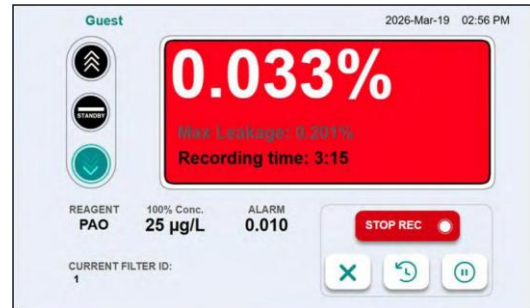 Guest
2026-Mar-19 02:56 PM
STANDBY
0.033%
Max Leakage: 0.201%
Recording time: 3:15
REAGENT
PAO
100% Conc.
25 µg/L
ALARM
0.010
STOP REC
CURRENT FILTER ID:
1